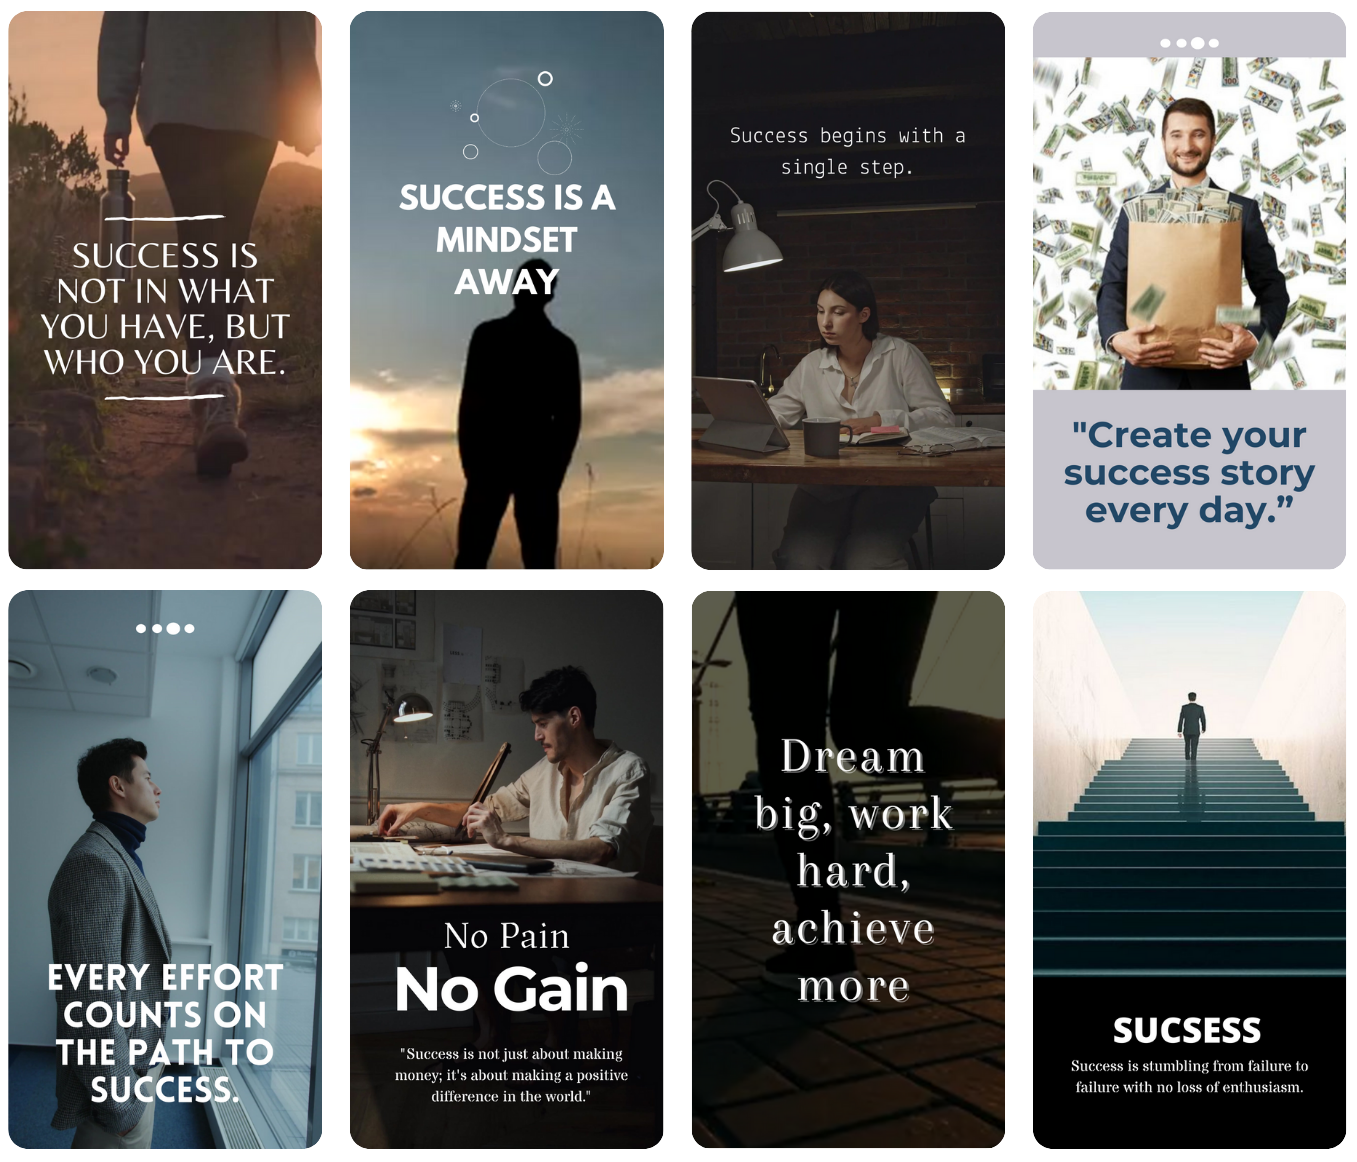 SUCCESS IS
NOT IN WHAT
YOU HAVE, BUT
WHO YOU ARE.
SUCCESS IS A
MINDSET
AWAY
Success begins with a
single step.
"Create your
success story
every day.”
EVERY EFFORT
COUNTS ON
THE PATH TO
SUCCESS.
No Pain
No Gain
"Success is not just about making
money; it's about making a positive
difference in the world."
Dream
big, work
hard,
achieve
more
SUCSESS
Success is stumbling from failure to
failure with no loss of enthusiasm.